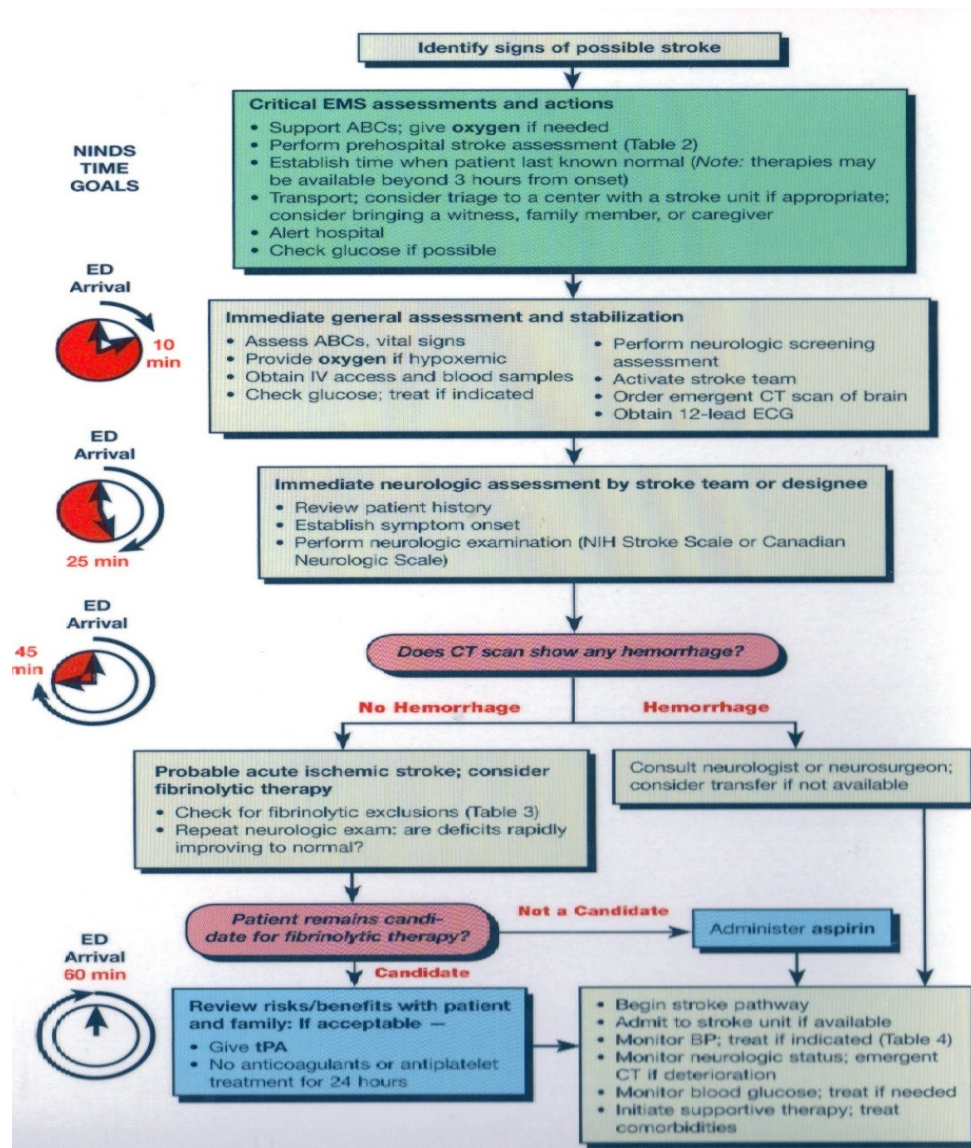 Identify signs of possible stroke
Critical EMS assessments and actions
• Support ABCs; give oxygen if needed
• Perform prehospital stroke assessment (Table 2)
• Establish time when patient last known normal (Note: therapies may
be available beyond 3 hours from onset)
• Transport; consider triage to a center with a stroke unit if appropriate;
consider bringing a witness, family member, or caregiver
• Alert hospital
• Check glucose if possible
NINDS
TIME
GOALS
ED
Arrival
10
min
Immediate general assessment and stabilization
• Assess ABCs, vital signs
• Provide oxygen if hypoxemic
• Obtain IV access and blood samples
• Check glucose; treat if indicated
• Perform neurologic screening
assessment
• Activate stroke team
• Order emergent CT scan of brain
• Obtain 12-lead ECG
ED
Arrival
25 min
Immediate neurologic assessment by stroke team or designee
• Review patient history
• Establish symptom onset
• Perform neurologic examination (NIH Stroke Scale or Canadian
Neurologic Scale)
ED
Arrival
45
min
Does CT scan show any hemorrhage?
No Hemorrhage
Hemorrhage
Probable acute ischemic stroke; consider
fibrinolytic therapy
• Check for fibrinolytic exclusions (Table 3)
• Repeat neurologic exam: are deficits rapidly
improving to normal?
Consult neurologist or neurosurgeon;
consider transfer if not available
Patient remains candi-
date for fibrinolytic therapy?
Not a Candidate
Administer aspirin
Candidate
ED
Arrival
60 min
Review risks/benefits with patient
and family: If acceptable —
• Give tPA
• No anticoagulants or antiplatelet
treatment for 24 hours
• Begin stroke pathway
• Admit to stroke unit if available
• Monitor BP; treat if indicated (Table 4)
• Monitor neurologic status; emergent
CT if deterioration
• Monitor blood glucose; treat if needed
• Initiate supportive therapy; treat
comorbidities